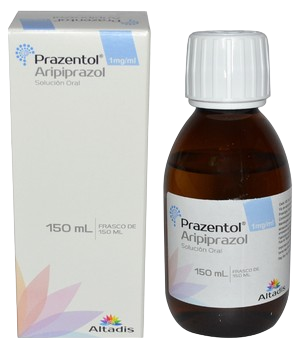 Prazentol® 1mg/ml
Aripiprazol
Solución Oral
150 mL FRASCO DE
150 ML
Altadis
Prazentol® 1mg/ml
Aripiprazol
Solución Oral
150 mL FRASCO DE
150 ML
Altadis